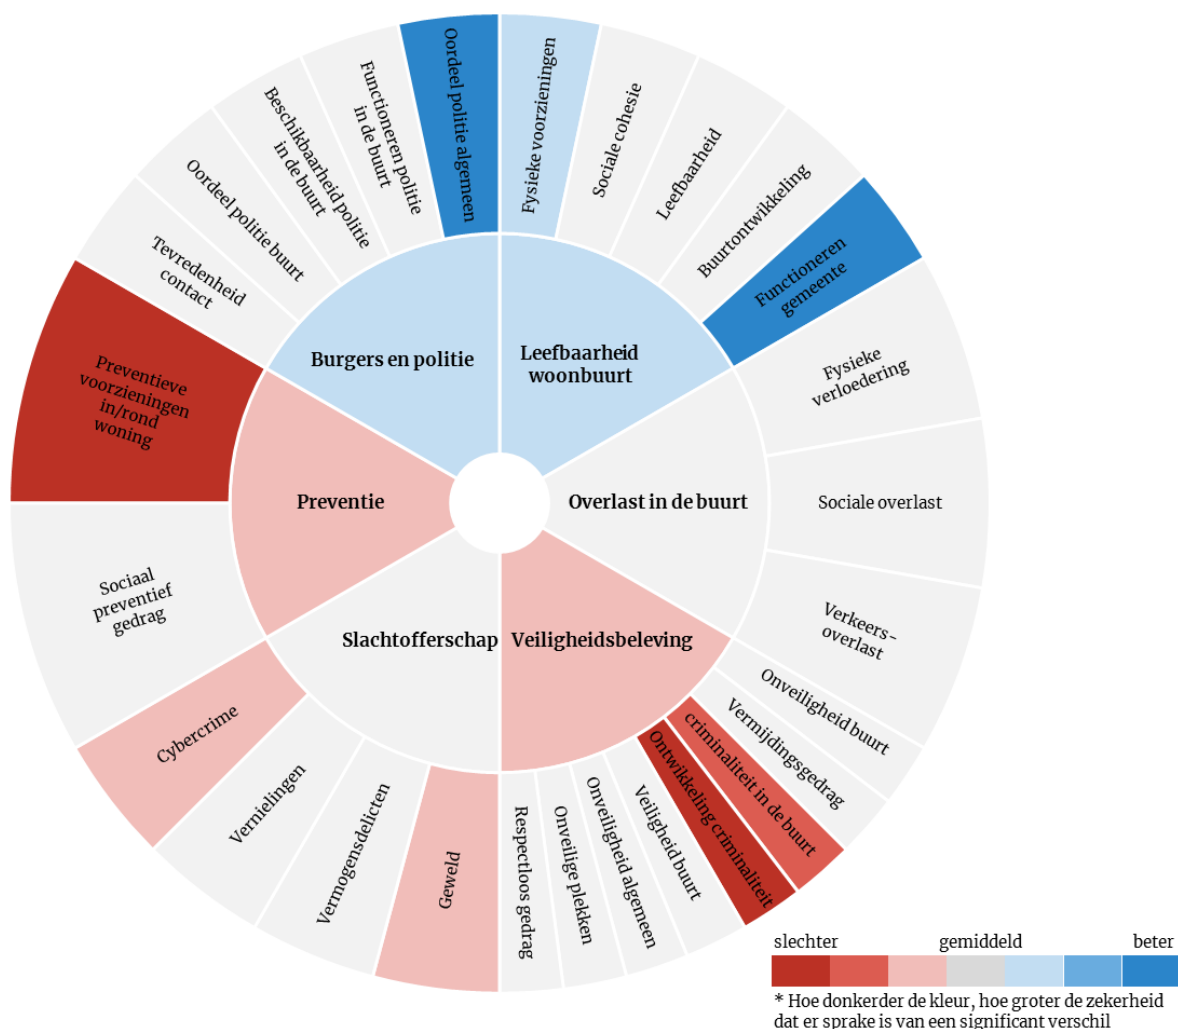 Oordeel politie algemeen
Fysieke voorzieningen
Sociale cohesie
Leefbaarheid
Buurtontwikkeling
Functioneren
gemeente
Fysieke
verloedering
Sociale overlast
Verkeers-
overlast
Onveiligheid buurt
Vermijdingsgedrag
criminaliteit in de buurt
Ontwikkeling criminaliteit
Veiligheid buurt
Onveiligheid algemeen
Onveilige plekken
Respectloos gedrag
Geweld
Vermogensdelicten
Vernielingen
Cybercrime
Sociaal
preventief
gedrag
Preventieve
voorzieningen
in/rond
woning
Tevredenheid
contact
Oordeel politie buurt
Beschikbaarheid politie
in de buurt
Functioneren politie
in de buurt
Burgers en politie
Leefbaarheid
woonbuurt
Preventie
Overlast in de buurt
Slachtofferschap
Veiligheidsbeleving
slechter gemiddeld beter
* Hoe donkerder de kleur, hoe groter de zekerheid
dat er sprake is van een significant verschil